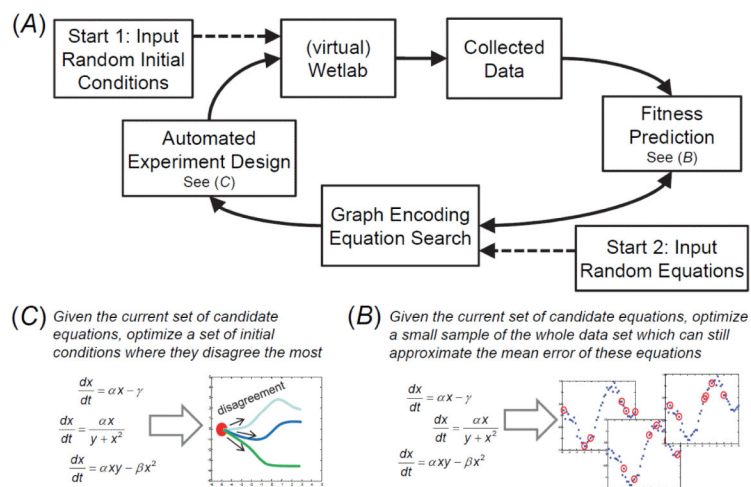 (A)
Start 1: Input
Random Initial
Conditions
(virtual)
Wetlab
Collected
Data
Automated
Experiment Design
See (C)
Fitness
Prediction
See (B)
Graph Encoding
Equation Search
Start 2: Input
Random Equations
(C) Given the current set of candidate
equations, optimize a set of initial
conditions where they disagree the most
dx/dt = αx − γ
dx/dt = αx/(y + x²)
dx/dt = αxy − βx²
disagreement
(B) Given the current set of candidate equations, optimize
a small sample of the whole data set which can still
approximate the mean error of these equations
dx/dt = αx − γ
dx/dt = αx/(y + x²)
dx/dt = αxy − βx²